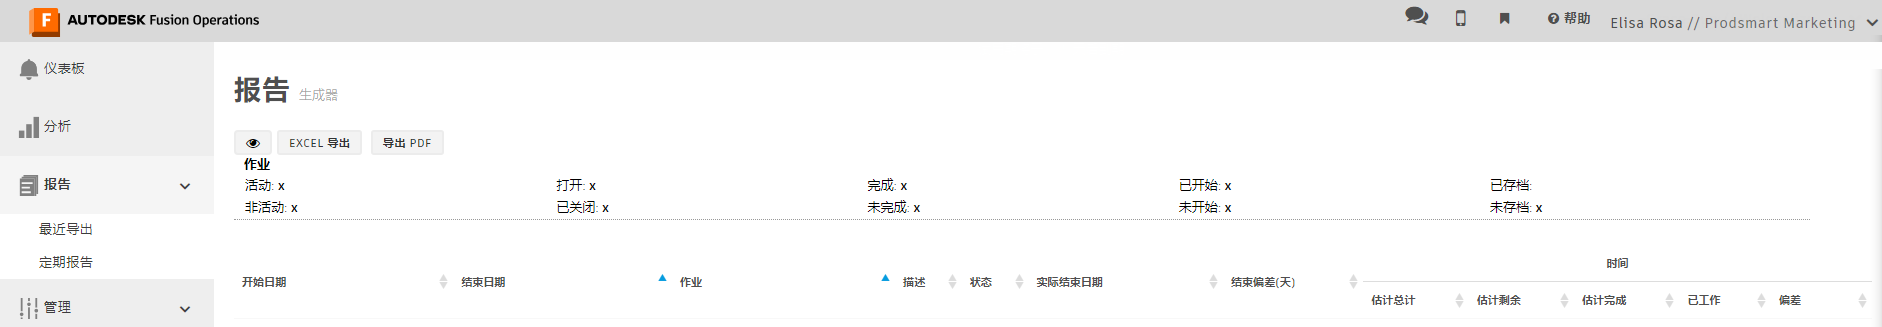 AUTODESK Fusion Operations
帮助
Elisa Rosa // Prodsmart Marketing
仪表板
分析
报告
最近导出
定期报告
管理
报告 生成器
EXCEL 导出 导出 PDF
作业
活动: x 打开: x 完成: x 已开始: x 已存档:
非活动: x 已关闭: x 未完成: x 未开始: x 未存档: x
时间
开始日期 结束日期 作业 描述 状态 实际结束日期 结束偏差(天)
估计总计 估计剩余 估计完成 已工作 偏差